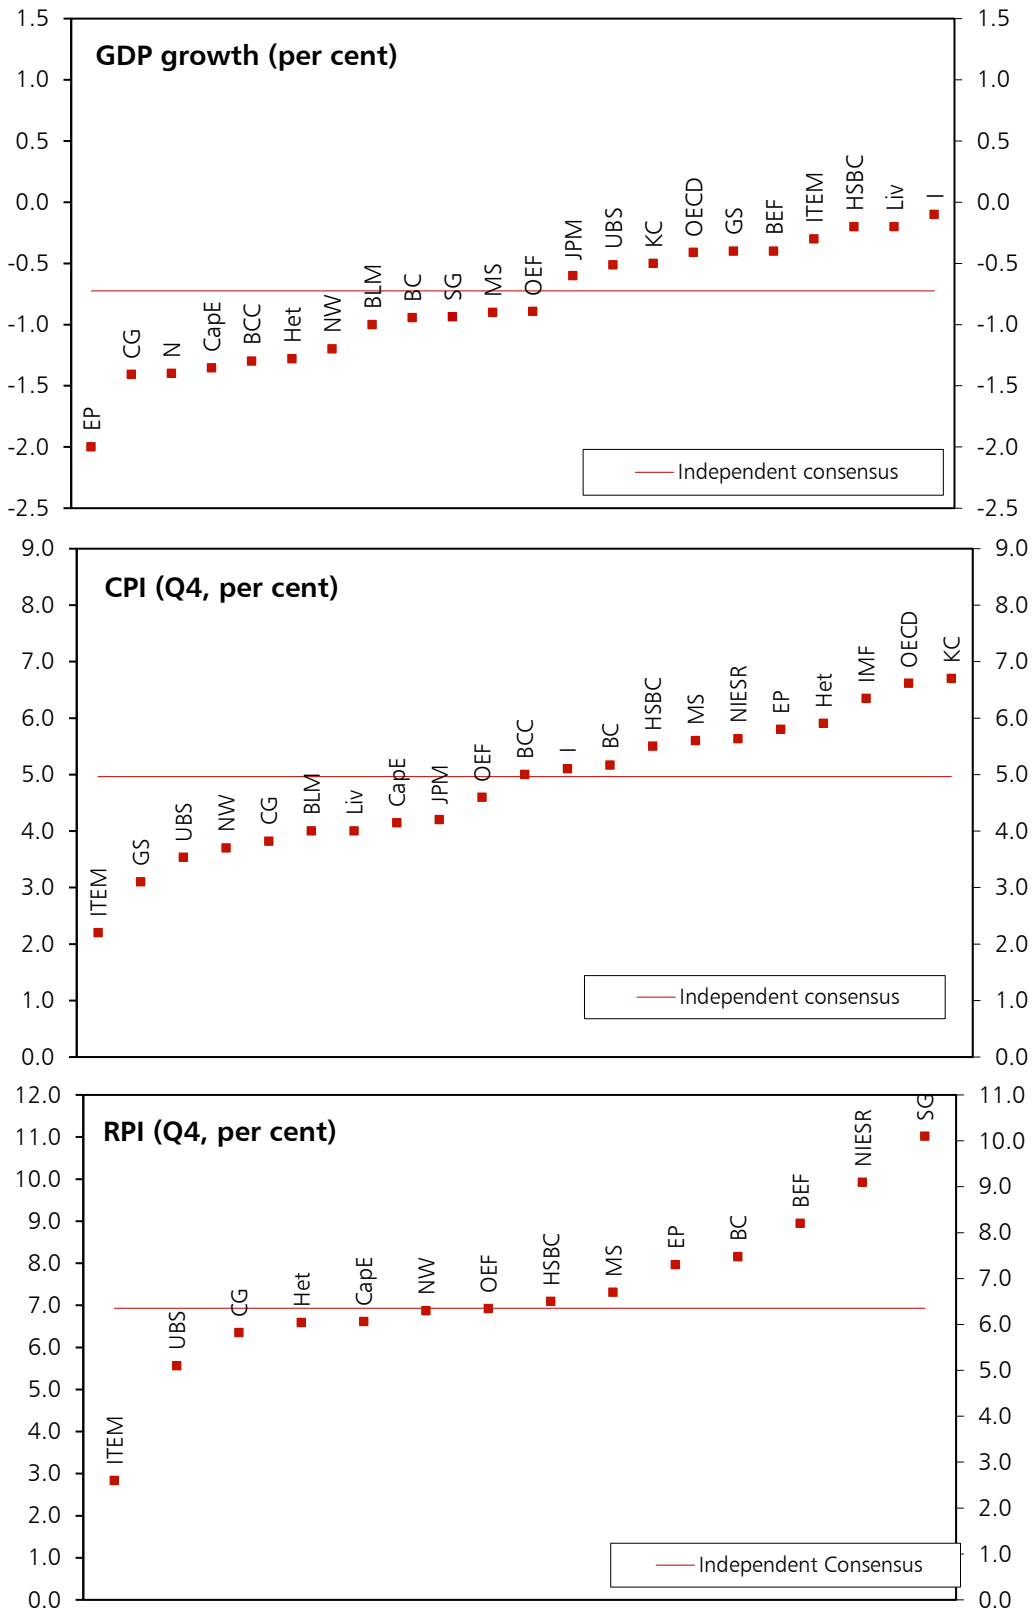 GDP growth (per cent)
1.5 1.5
1.0 1.0
0.5 0.5
0.0 0.0
-0.5 -0.5
-1.0 -1.0
-1.5 -1.5
-2.0 -2.0
-2.5 -2.5
EP
CG
N
CapE
BCC
Het
NW
BLM
BC
SG
MS
OEF
JPM
UBS
KC
OECD
GS
BEF
ITEM
HSBC
Liv
I
Independent consensus
CPI (Q4, per cent)
9.0 9.0
8.0 8.0
7.0 7.0
6.0 6.0
5.0 5.0
4.0 4.0
3.0 3.0
2.0 2.0
1.0 1.0
0.0 0.0
ITEM
GS
UBS
NW
CG
BLM
Liv
CapE
JPM
OEF
BCC
I
BC
HSBC
MS
NIESR
EP
Het
IMF
OECD
KC
Independent consensus
RPI (Q4, per cent)
12.0 11.0
11.0 10.0
10.0 9.0
9.0 8.0
8.0 7.0
7.0 6.0
6.0 5.0
5.0 4.0
4.0 3.0
3.0 2.0
2.0 1.0
1.0 0.0
0.0
ITEM
UBS
CG
Het
CapE
NW
OEF
HSBC
MS
EP
BC
BEF
NIESR
SG
Independent Consensus